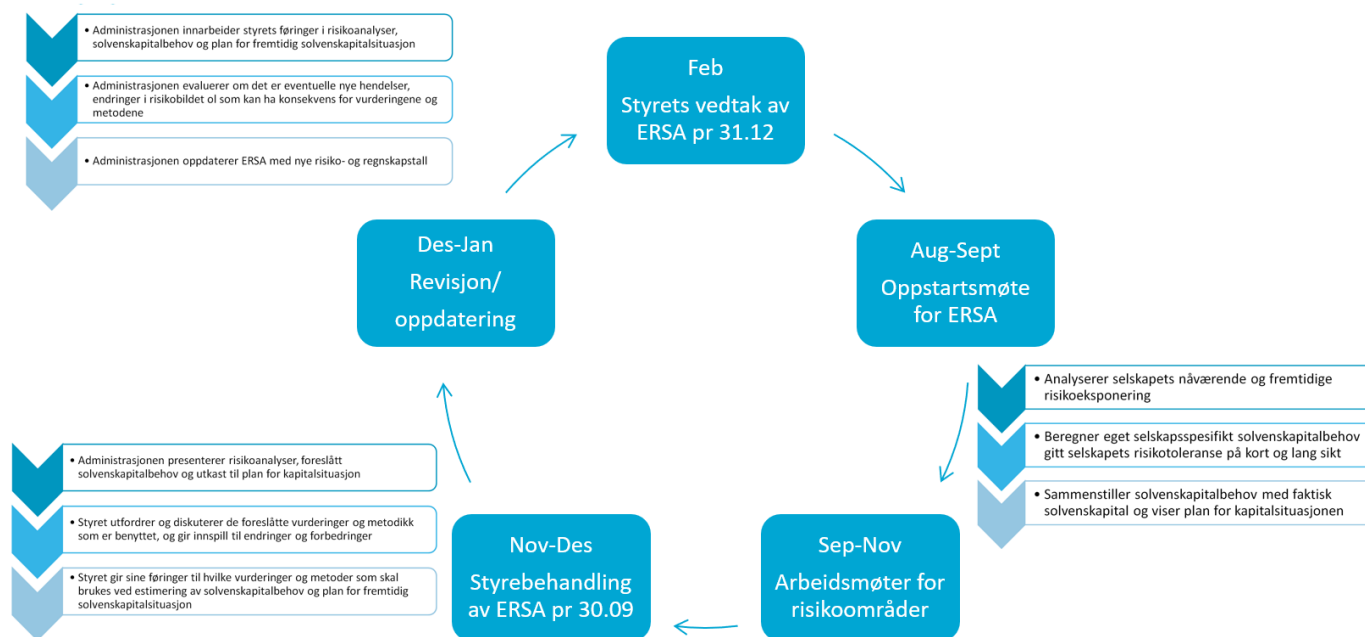 • Administrasjonen innarbeider styrets føringer i risikoanalyser,
solvenskapitalbehov og plan for fremtidig solvenskapitalsituasjon
• Administrasjonen evaluerer om det er eventuelle nye hendelser,
endringer i risikobildet ol som kan ha konsekvens for vurderingene og
metodene
• Administrasjonen oppdaterer ERSA med nye risiko- og regnskapstall
Feb
Styrets vedtak av
ERSA pr 31.12
Des-Jan
Revisjon/
oppdatering
Aug-Sept
Oppstartsmøte
for ERSA
• Analyserer selskapets nåværende og fremtidige
risikoeksponering
• Beregner eget selskapsspesifikt solvenskapitalbehov
gitt selskapets risikotoleranse på kort og lang sikt
• Sammenstiller solvenskapitalbehov med faktisk
solvenskapital og viser plan for kapitalsituasjonen
• Administrasjonen presenterer risikoanalyser, foreslått
solvenskapitalbehov og utkast til plan for kapitalsituasjon
• Styret utfordrer og diskuterer de foreslåtte vurderinger og metodikk
som er benyttet, og gir innspill til endringer og forbedringer
• Styret gir sine føringer til hvilke vurderinger og metoder som skal
brukes ved estimering av solvenskapitalbehov og plan for fremtidig
solvenskapitalsituasjon
Nov-Des
Styrebehandling
av ERSA pr 30.09
Sep-Nov
Arbeidsmøter for
risikoområder